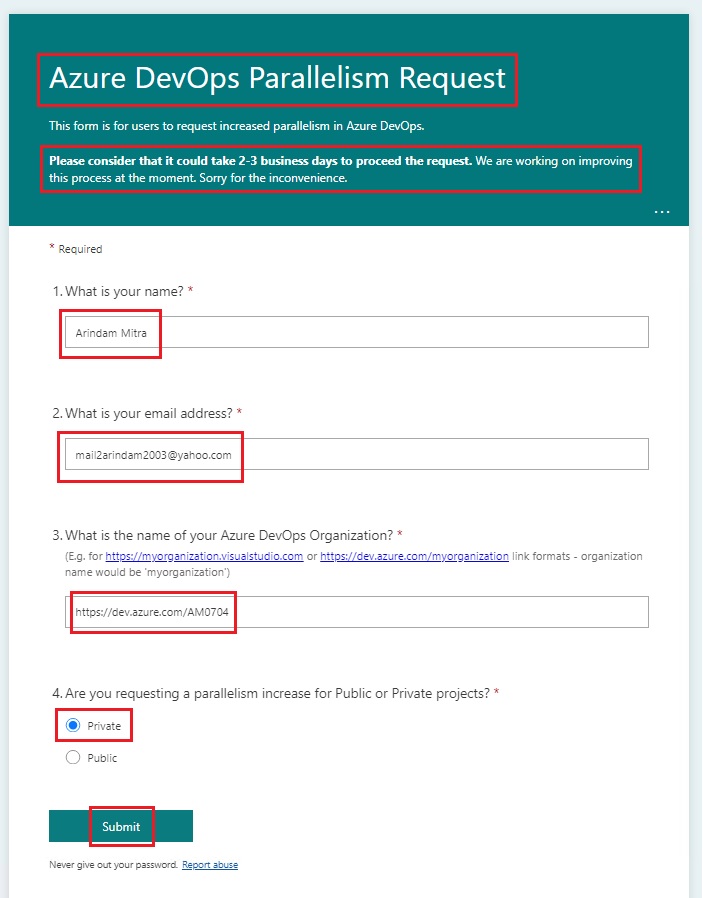 Azure DevOps Parallelism Request
This form is for users to request increased parallelism in Azure DevOps.
Please consider that it could take 2-3 business days to proceed the request. We are working on improving
this process at the moment. Sorry for the inconvenience.
...
* Required
1. What is your name? *
Arindam Mitra
2. What is your email address? *
mail2arindam2003@yahoo.com
3. What is the name of your Azure DevOps Organization? *
(E.g. for https://myorganization.visualstudio.com or https://dev.azure.com/myorganization link formats - organization
name would be 'myorganization')
https://dev.azure.com/AM0704
4. Are you requesting a parallelism increase for Public or Private projects? *
Private
Public
Submit
Never give out your password. Report abuse